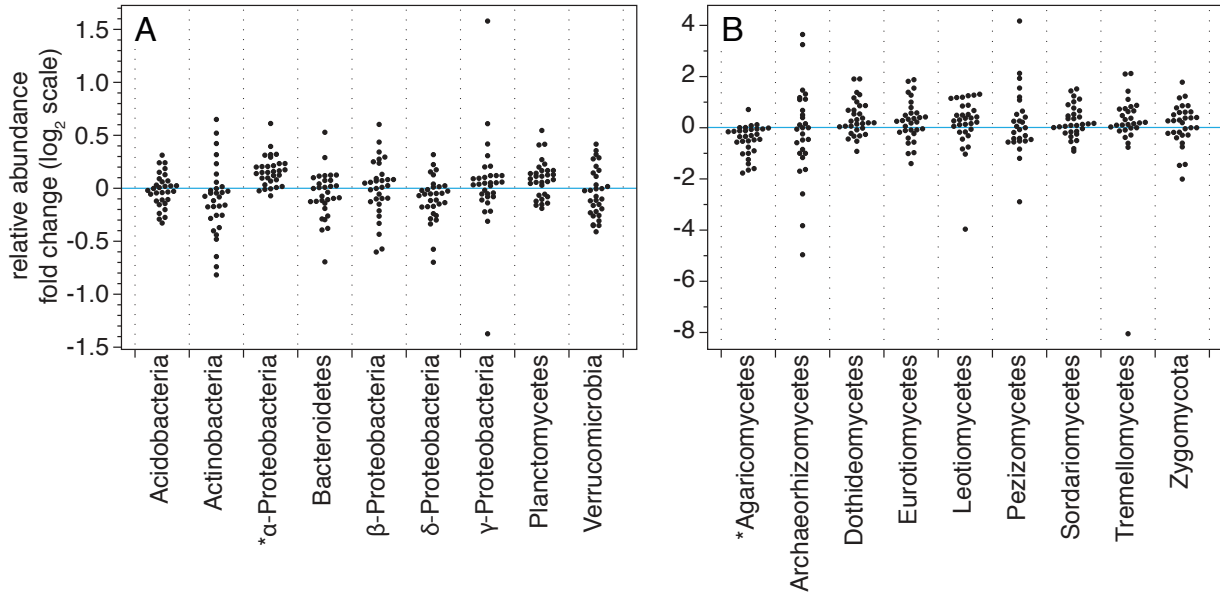 A
B
relative abundance
fold change (log2 scale)
1.5
1.0
0.5
0
-0.5
-1.0
-1.5
4
2
0
-2
-4
-6
-8
Acidobacteria
Actinobacteria
*α-Proteobacteria
Bacteroidetes
β-Proteobacteria
δ-Proteobacteria
γ-Proteobacteria
Planctomycetes
Verrucomicrobia
*Agaricomycetes
Archaeorhizomycetes
Dothideomycetes
Eurotiomycetes
Leotiomycetes
Pezizomycetes
Sordariomycetes
Tremellomycetes
Zygomycota